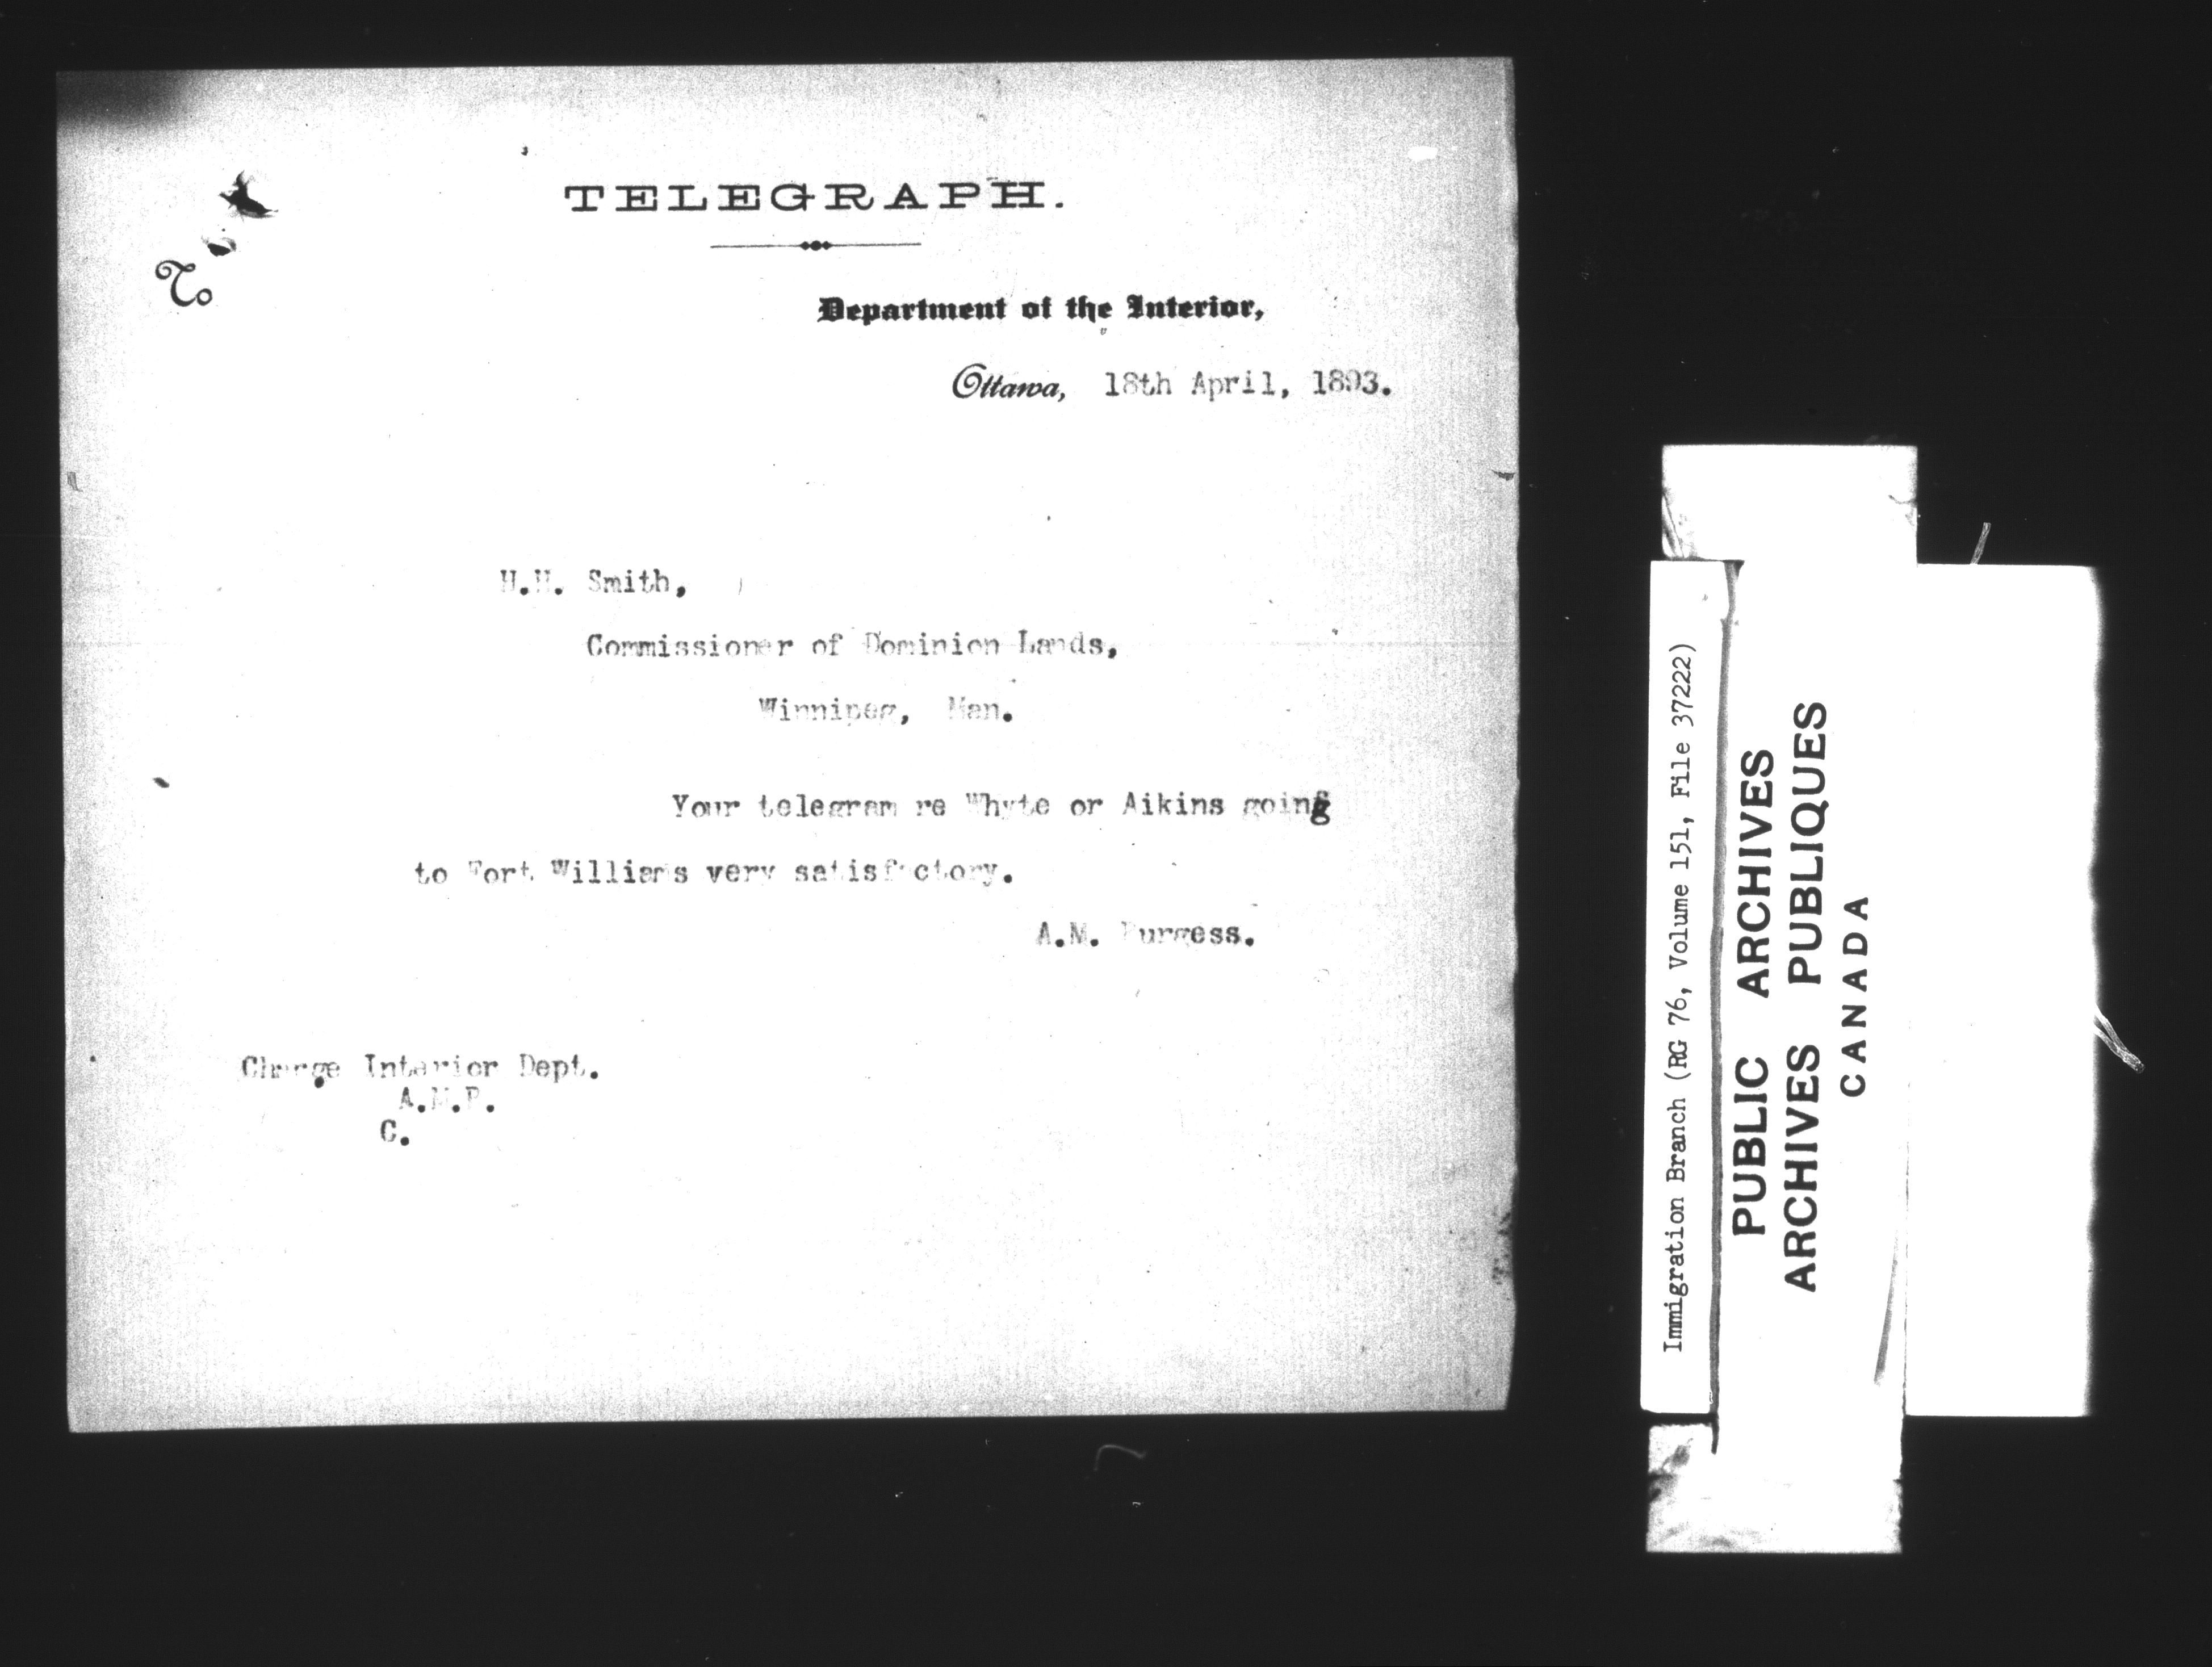 TELEGRAPH.
To
Department of the Interior,
Ottawa, 18th April, 1893.
H.H. Smith,
Commissioner of Dominion Lands,
Winnipeg, Man.
Your telegram re Whyte or Aikins going
to Fort Williams very satisfactory.
A.M. Burgess.
Charge Interior Dept.
A.M.B.
C.
Immigration Branch (RG 76, Volume 151, File 37222)
PUBLIC ARCHIVES
ARCHIVES PUBLIQUES
CANADA